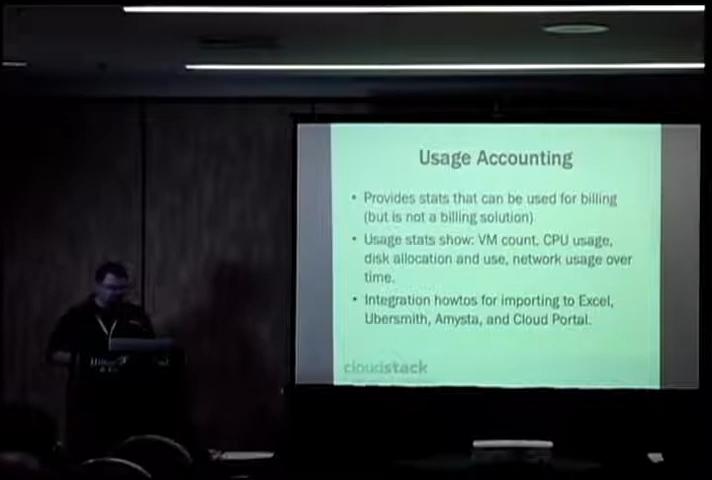 Usage Accounting
• Provides stats that can be used for billing
(but is not a billing solution)
• Usage stats show: VM count, CPU usage,
disk allocation and use, network usage over
time.
• Integration howtos for importing to Excel,
Ubersmith, Amysta, and Cloud Portal.
cloudstack
Hilton